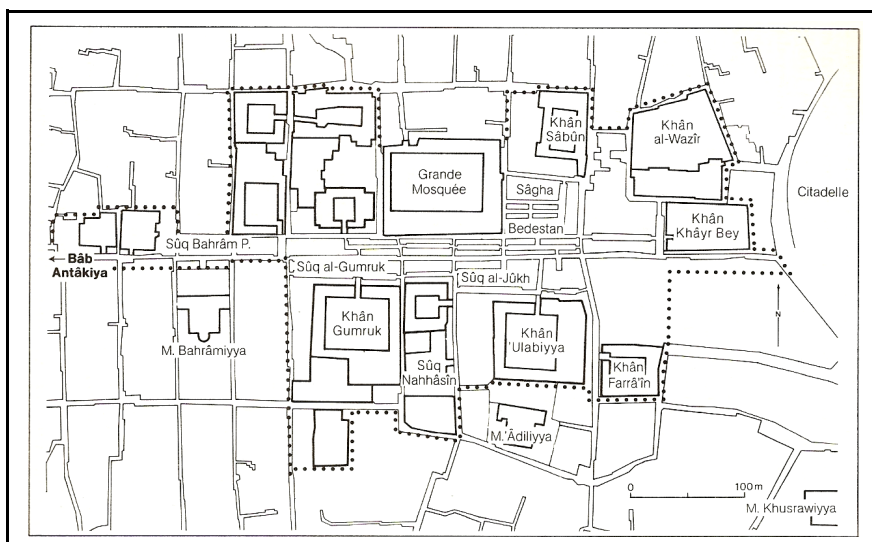 Khân
Sâbûn
Khân
al-Wazîr
Grande
Mosquée
Sâgha
Citadelle
Bedestan
Khân
Khâyr Bey
Sûq Bahrâm P.
Bâb
Antâkiya
Sûq al-Gumruk
Sûq al-Jûkh
Khân
Gumruk
Khân
'Ulabiyya
N
M. Bahrâmiyya
Sûq
Nahhâsîn
Khân
Farrâ'în
M.'Âdiliyya
0 100 m
M. Khusrawiyya